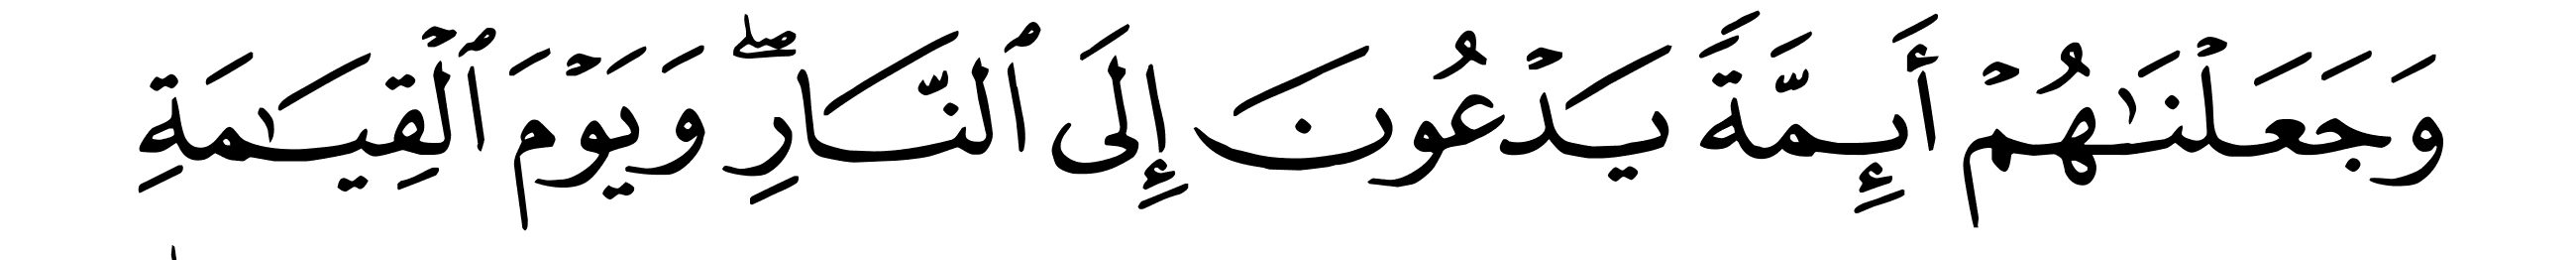 وَجَعَلْنَٰهُمْ أَئِمَّةً يَدْعُونَ إِلَى ٱلنَّارِ ۖ وَيَوْمَ ٱلْقِيَٰمَةِ